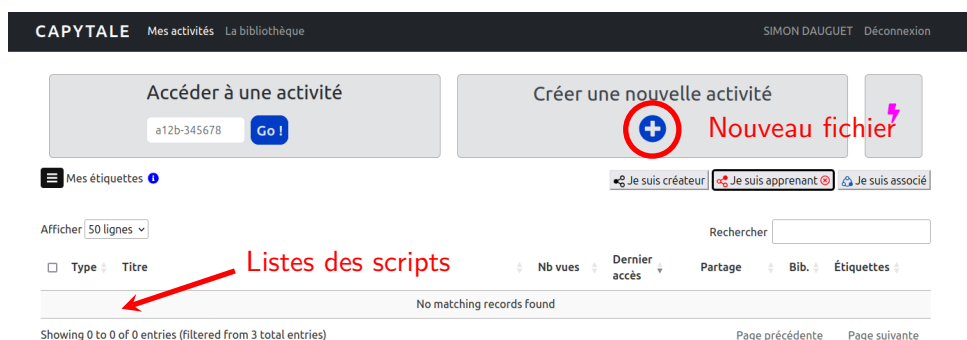 CAPYTALE Mes activités La bibliothèque SIMON DAUGUET Déconnexion
Accéder à une activité
a12b-345678 Go !
Créer une nouvelle activité
Nouveau fichier
Mes étiquettes
Je suis créateur Je suis apprenant Je suis associé
Afficher 50 lignes Rechercher
Listes des scripts
Type Titre Nb vues Dernier accès Partage Bib. Étiquettes
No matching records found
Showing 0 to 0 of 0 entries (filtered from 3 total entries) Page précédente Page suivante